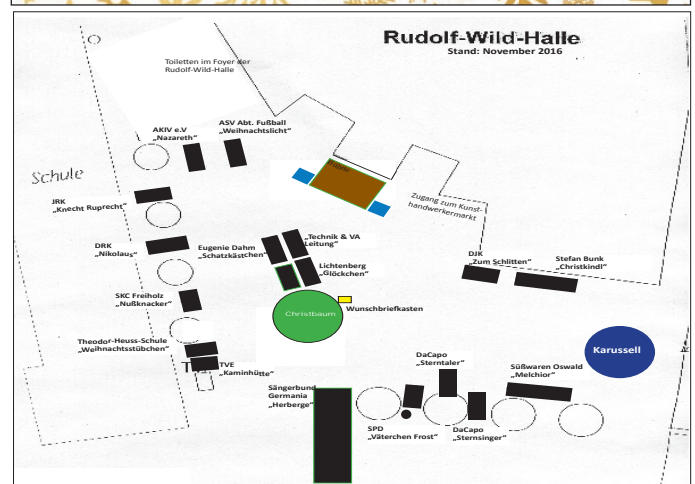 Rudolf-Wild-Halle
Stand: November 2016
Toiletten im Foyer der
Rudolf-Wild-Halle
AKIV e.V
„Nazareth“
ASV Abt. Fußball
„Weihnachtslicht“
Schule
Bühne
Zugang zum Kunst-
handwerkermarkt
JRK
„Knecht Ruprecht“
DRK
„Nikolaus“
Eugenie Dahm
„Schatzkästchen“
„Technik & VA
Leitung“
Lichtenberg
„Glöckchen“
DJK
„Zum Schlitten“
Stefan Bunk
„Christkindl“
SKC Freiholz
„Nußknacker“
Christbaum
Wunschbriefkasten
Theodor-Heuss-Schule
„Weihnachtsstübchen“
TVE
„Kaminhütte“
Karussell
DaCapo
„Sterntaler“
Süßwaren Oswald
„Melchior“
Sängerbund
Germania
„Herberge“
SPD
„Väterchen Frost“
DaCapo
„Sternsinger“